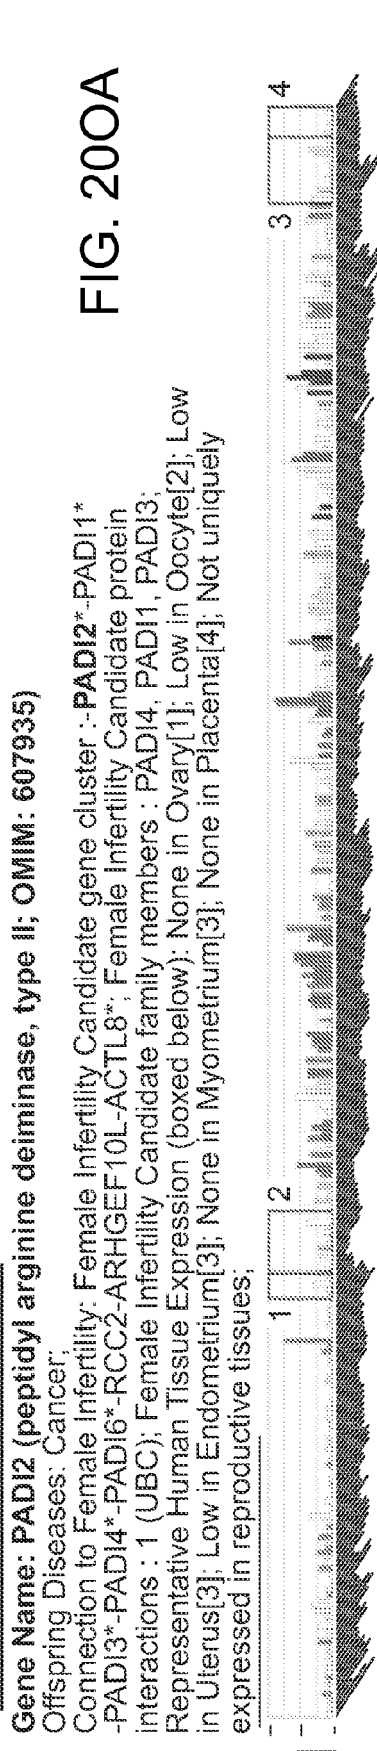 Gene Name: PADI2 (peptidyl arginine deiminase, type II; OMIM: 607935)
Offspring Diseases: Cancer;
Connection to Female Infertility: Female Infertility Candidate gene cluster :-PADI2*-PADI1*
-PADI3*-PADI4*-PADI6*-RCC2-ARHGEF10L-ACTL8*; Female Infertility Candidate protein
interactions : 1 (UBC); Female Infertility Candidate family members : PADI4, PADI1, PADI3;
Representative Human Tissue Expression (boxed below): None in Ovary[1]; Low in Oocyte[2]; Low
in Uterus[3]; Low in Endometrium[3]; None in Myometrium[3]; None in Placenta[4]; Not uniquely
expressed in reproductive tissues;
FIG. 200A
1 2 3 4